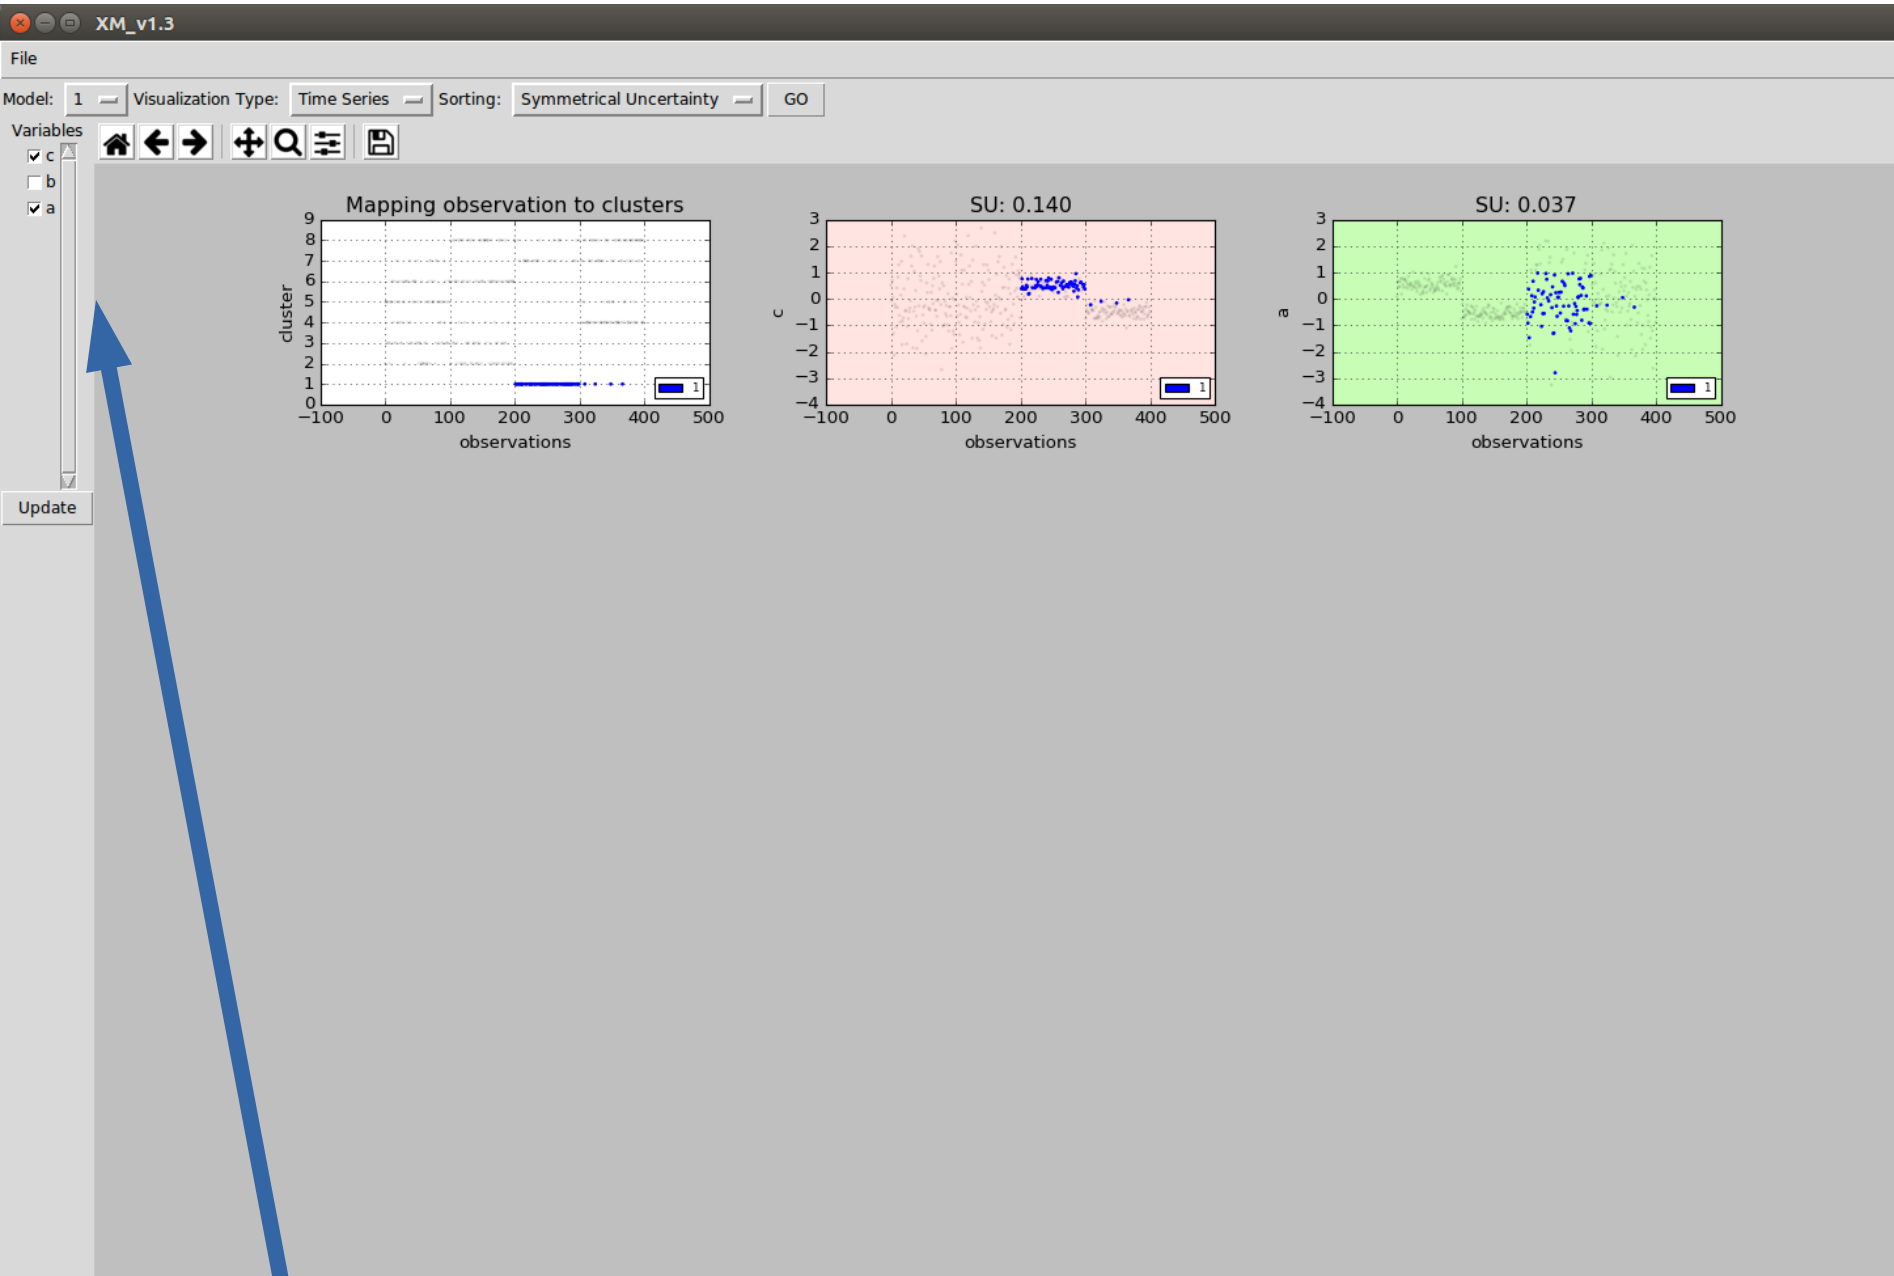 XM_v1.3
File
Model: 1 Visualization Type: Time Series Sorting: Symmetrical Uncertainty GO
Variables
c
b
a
Update
Mapping observation to clusters
cluster
9
8
7
6
5
4
3
2
1
0
−100 0 100 200 300 400 500
observations
1
SU: 0.140
c
3
2
1
0
−1
−2
−3
−4
−100 0 100 200 300 400 500
observations
1
SU: 0.037
a
3
2
1
0
−1
−2
−3
−4
−100 0 100 200 300 400 500
observations
1